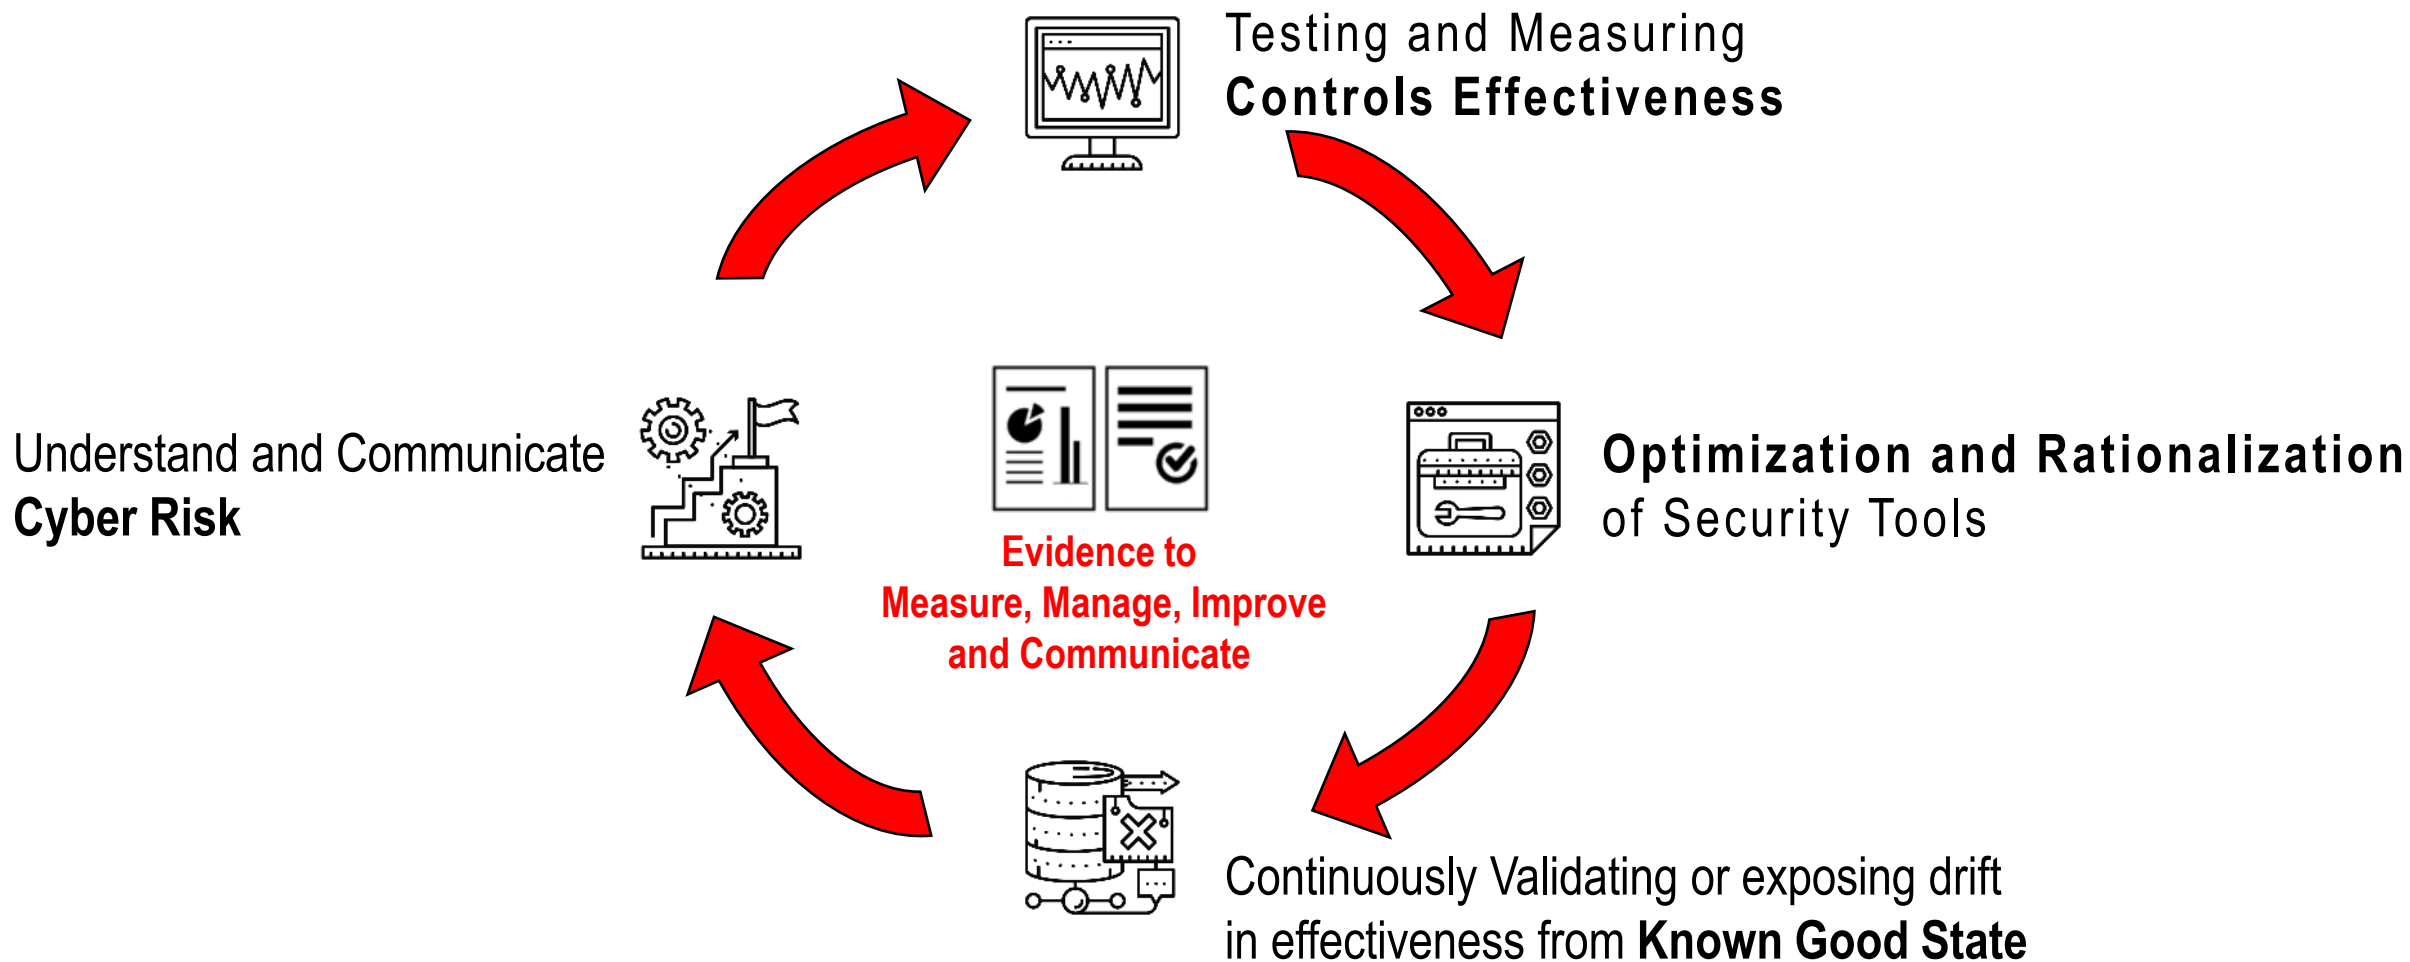 Testing and Measuring
Controls Effectiveness
Understand and Communicate
Cyber Risk
Evidence to
Measure, Manage, Improve
and Communicate
Optimization and Rationalization
of Security Tools
Continuously Validating or exposing drift
in effectiveness from Known Good State